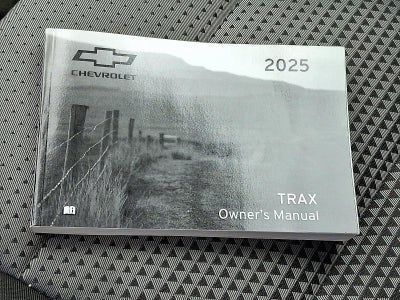 CHEVROLET
2025
TRAX
Owner's Manual